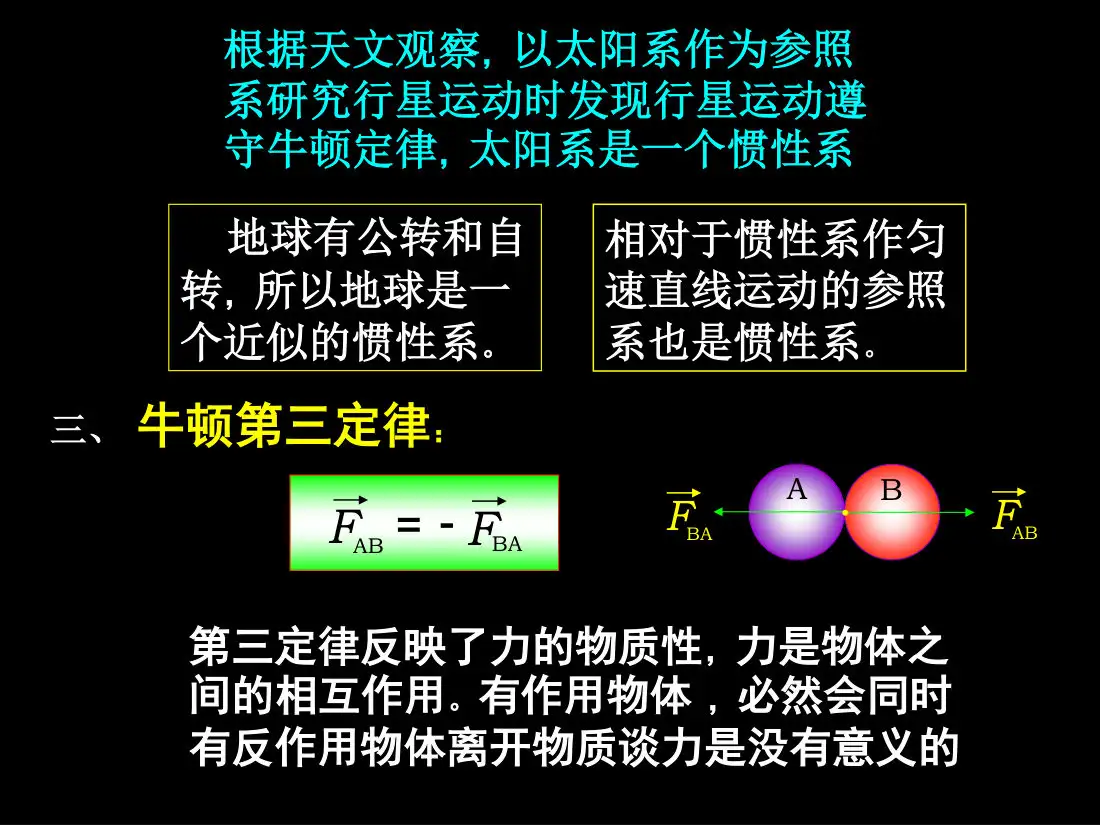 根据天文观察，以太阳系作为参照
系研究行星运动时发现行星运动遵
守牛顿定律，太阳系是一个惯性系
地球有公转和自
转，所以地球是一
个近似的惯性系。
相对于惯性系作匀
速直线运动的参照
系也是惯性系。
三、 牛顿第三定律：
F⃗AB = - F⃗BA
A B
F⃗BA F⃗AB
第三定律反映了力的物质性，力是物体之
间的相互作用。有作用物体，必然会同时
有反作用物体离开物质谈力是没有意义的